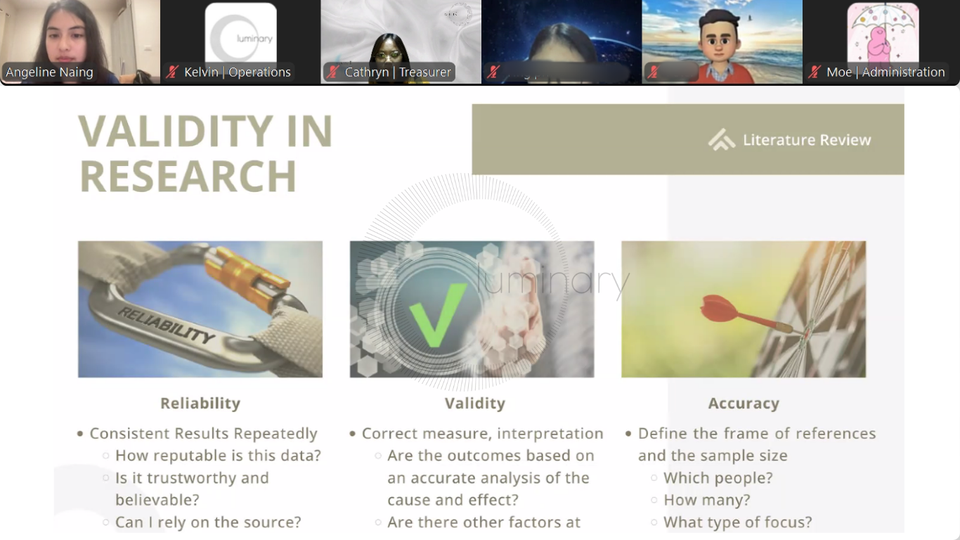 luminary
Angeline Naing
Kelvin | Operations
Cathryn | Treasurer
Moe | Administration
VALIDITY IN
RESEARCH
Literature Review
luminary
RELIABILITY
Reliability
• Consistent Results Repeatedly
○ How reputable is this data?
○ Is it trustworthy and
believable?
○ Can I rely on the source?
Validity
• Correct measure, interpretation
○ Are the outcomes based on
an accurate analysis of the
cause and effect?
○ Are there other factors at
Accuracy
• Define the frame of references
and the sample size
○ Which people?
○ How many?
○ What type of focus?